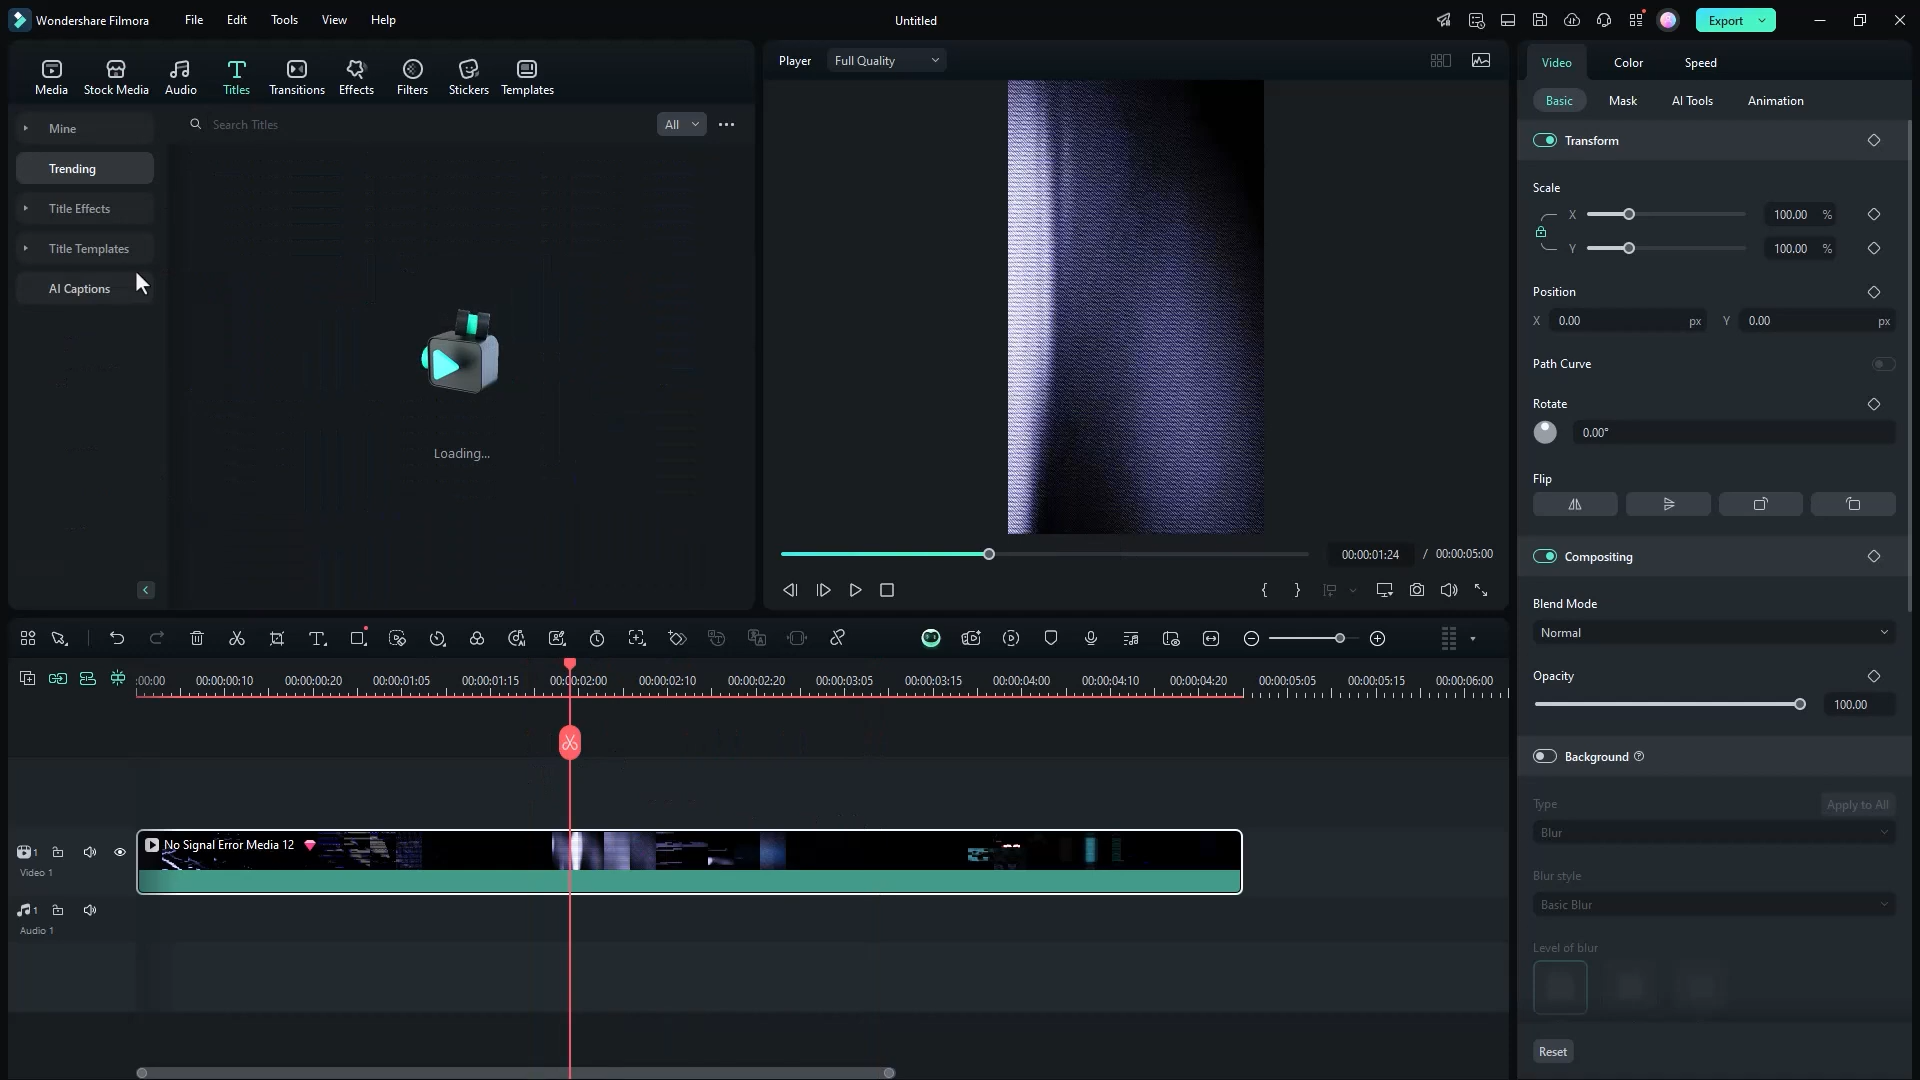 Wondershare Filmora
File
Edit
Tools
View
Help
Untitled
Export
Media
Stock Media
Audio
Titles
Transitions
Effects
Filters
Stickers
Templates
Player
Full Quality
Video
Color
Speed
Basic
Mask
AI Tools
Animation
Mine
Search Titles
All
Trending
Title Effects
Title Templates
AI Captions
Loading...
Transform
Scale
X
100.00
%
Y
100.00
%
Position
X
0.00
px
Y
0.00
px
Path Curve
Rotate
0.00°
Flip
00:00:01:24
/
00:00:05:00
Compositing
Blend Mode
Normal
Opacity
100.00
Background
Type
Apply to All
Blur
Blur style
Basic Blur
Level of blur
Reset
:00:00
00:00:00:10
00:00:00:20
00:00:01:05
00:00:01:15
00:00:02:00
00:00:02:10
00:00:02:20
00:00:03:05
00:00:03:15
00:00:04:00
00:00:04:10
00:00:04:20
00:00:05:05
00:00:05:15
00:00:06:00
No Signal Error Media 12
1
Video 1
1
Audio 1